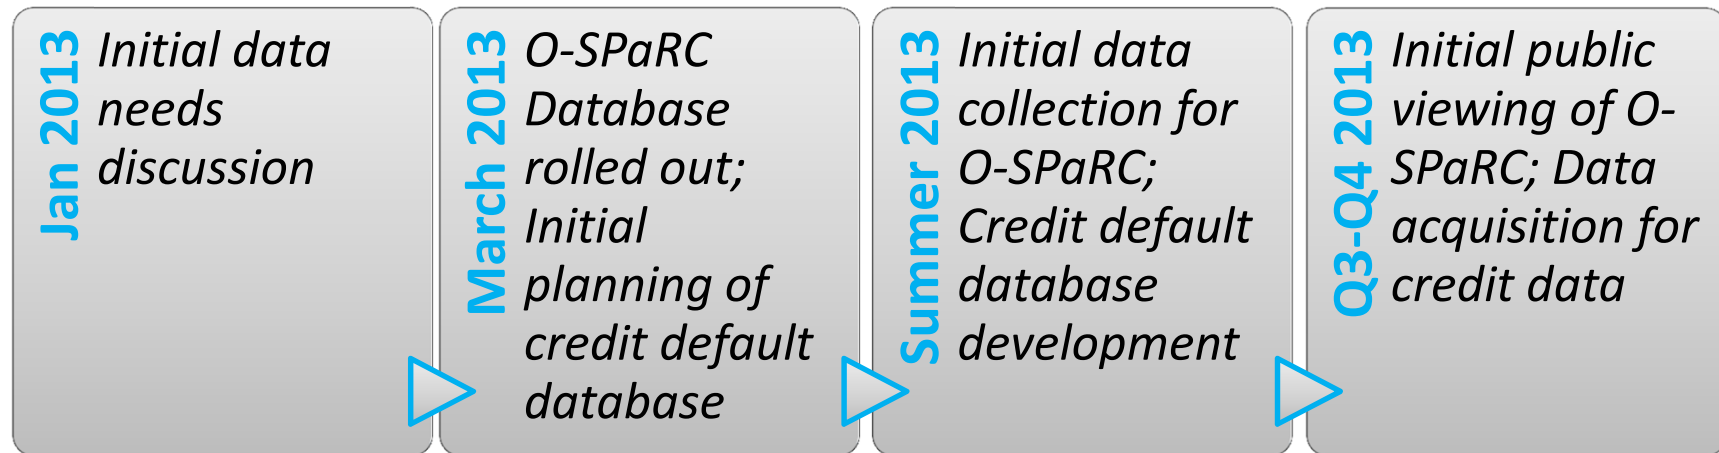 Jan 2013
Initial data
needs
discussion
March 2013
O-SPaRC
Database
rolled out;
Initial
planning of
credit default
database
Summer 2013
Initial data
collection for
O-SPaRC;
Credit default
database
development
Q3-Q4 2013
Initial public
viewing of O-
SPaRC; Data
acquisition for
credit data